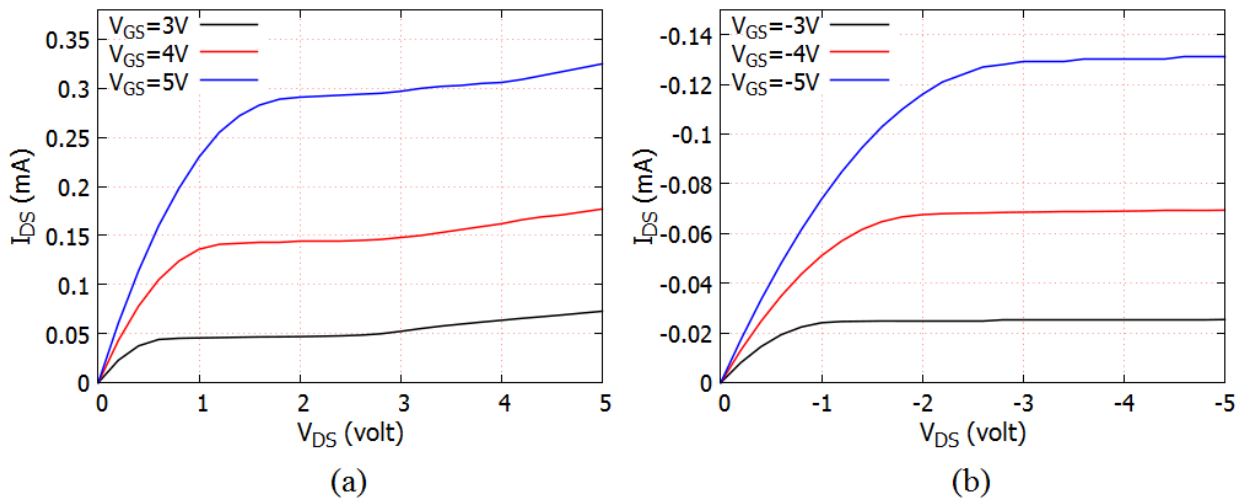 V_GS=3V
V_GS=4V
V_GS=5V
0.35
0.3
0.25
0.2
0.15
0.1
0.05
0
I_DS (mA)
0 1 2 3 4 5
V_DS (volt)
(a)
V_GS=-3V
V_GS=-4V
V_GS=-5V
-0.14
-0.12
-0.1
-0.08
-0.06
-0.04
-0.02
0
I_DS (mA)
0 -1 -2 -3 -4 -5
V_DS (volt)
(b)